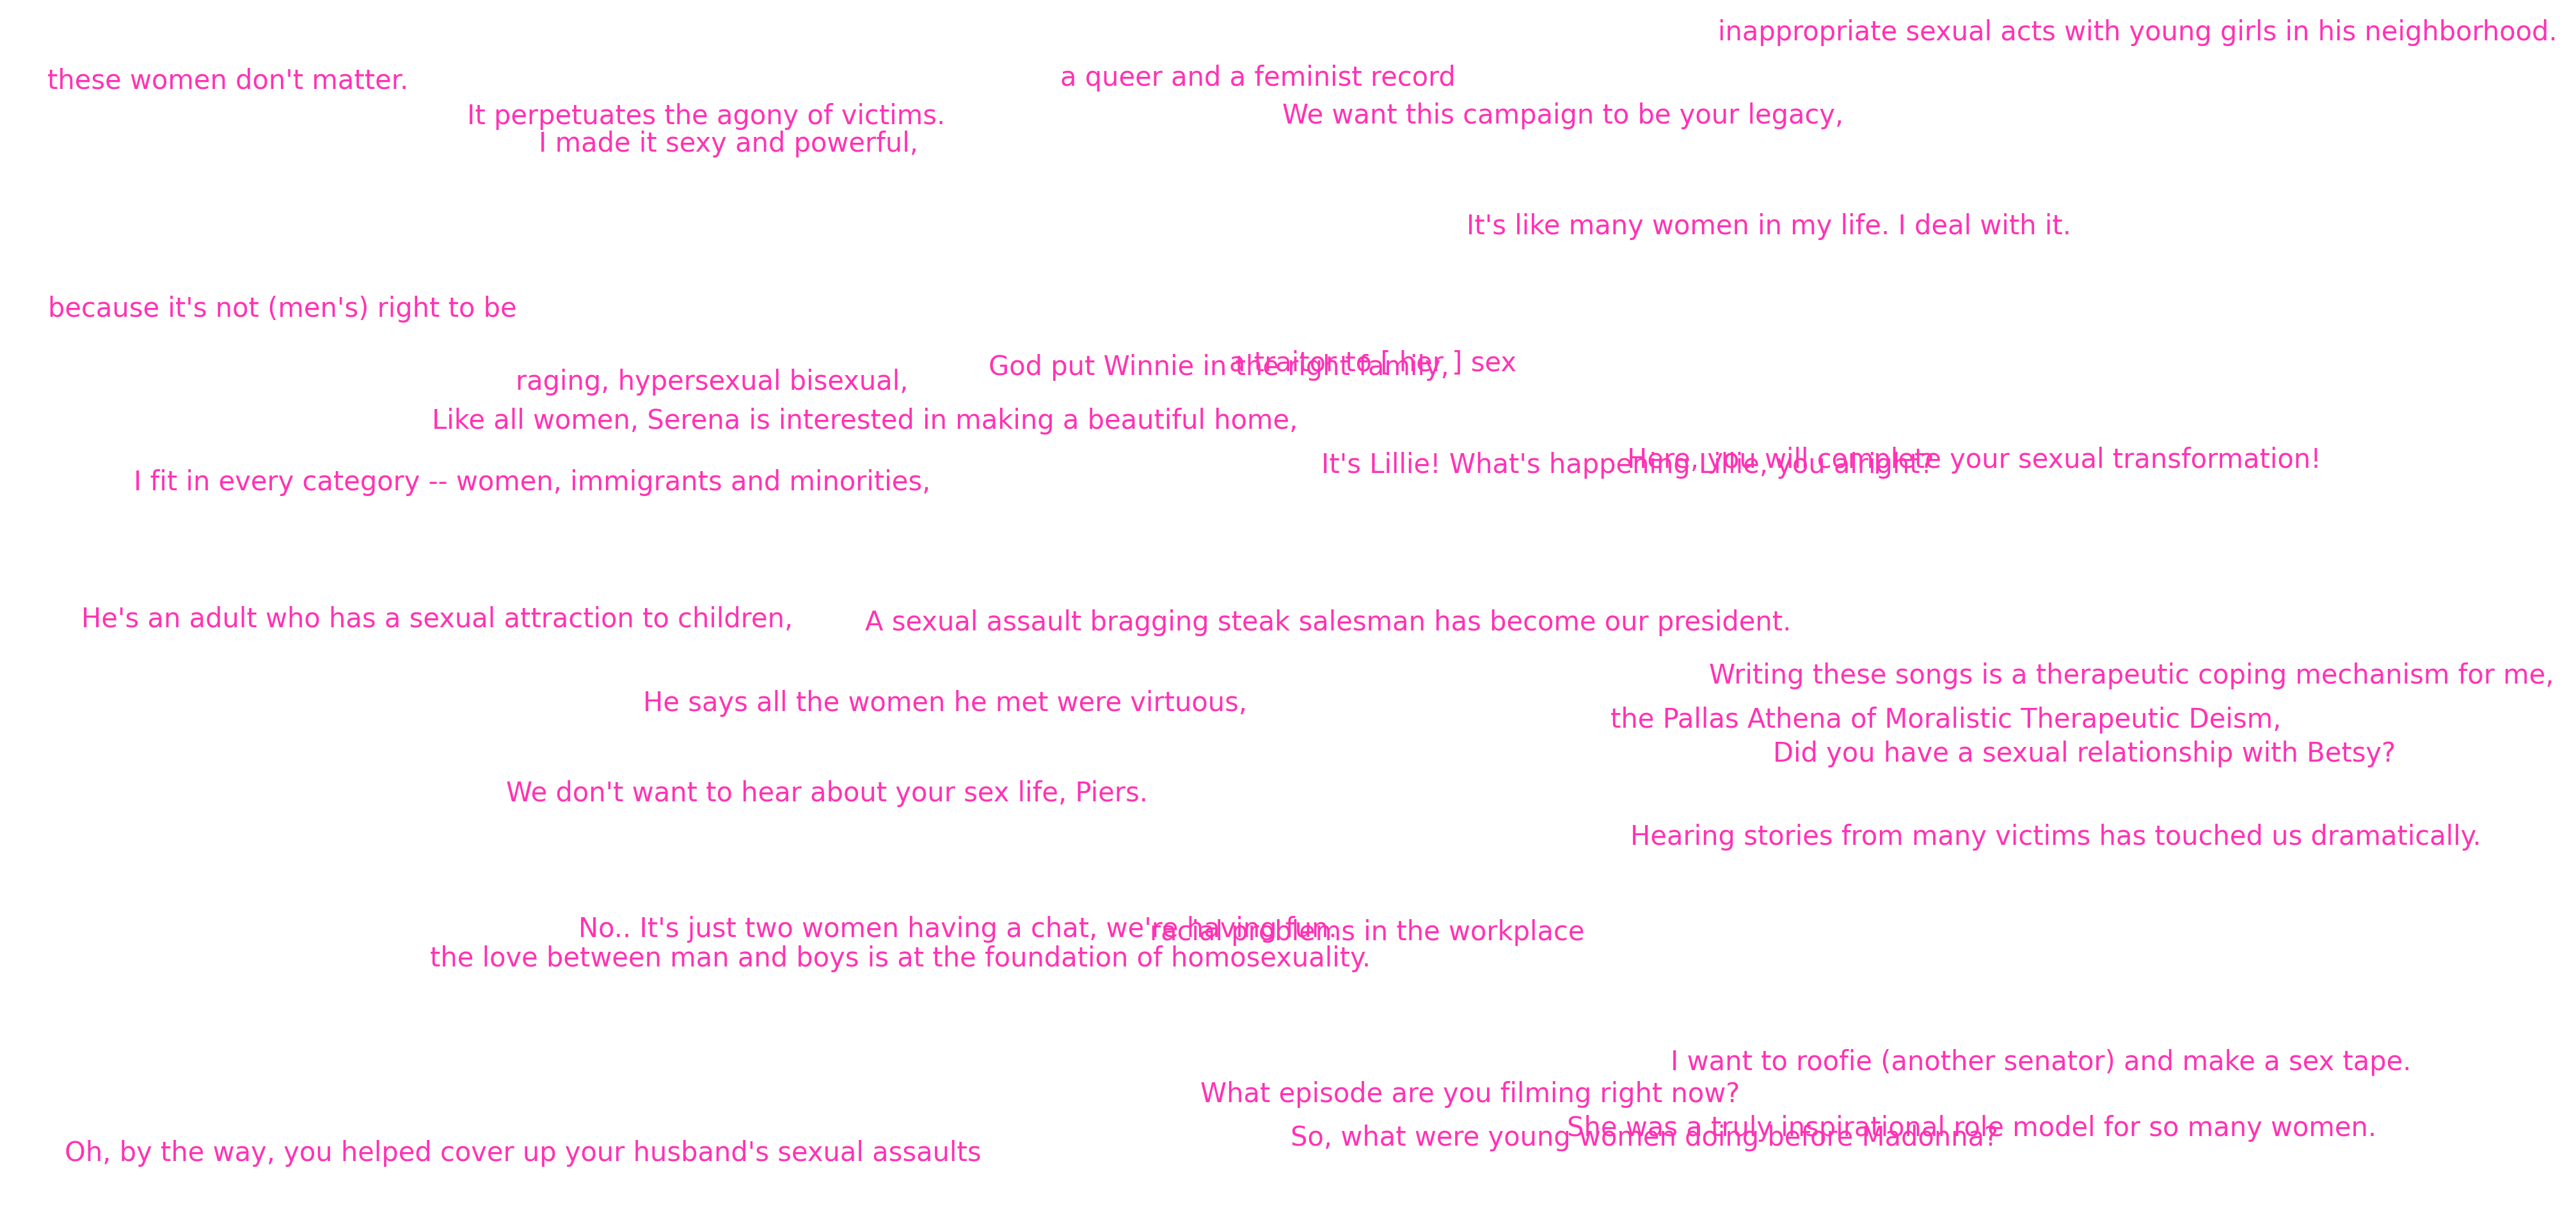 inappropriate sexual acts with young girls in his neighborhood.
these women don't matter.
a queer and a feminist record
It perpetuates the agony of victims.
We want this campaign to be your legacy,
I made it sexy and powerful,
It's like many women in my life. I deal with it.
because it's not (men's) right to be
God put Winnie in the right family,
a traitor to [ her ] sex
raging, hypersexual bisexual,
Like all women, Serena is interested in making a beautiful home,
It's Lillie! What's happening Lillie, you alright?
Here, you will complete your sexual transformation!
I fit in every category -- women, immigrants and minorities,
He's an adult who has a sexual attraction to children,
A sexual assault bragging steak salesman has become our president.
Writing these songs is a therapeutic coping mechanism for me,
He says all the women he met were virtuous,
the Pallas Athena of Moralistic Therapeutic Deism,
Did you have a sexual relationship with Betsy?
We don't want to hear about your sex life, Piers.
Hearing stories from many victims has touched us dramatically.
No.. It's just two women having a chat, we're having fun.
racial problems in the workplace
the love between man and boys is at the foundation of homosexuality.
I want to roofie (another senator) and make a sex tape.
What episode are you filming right now?
She was a truly inspirational role model for so many women.
So, what were young women doing before Madonna?
Oh, by the way, you helped cover up your husband's sexual assaults